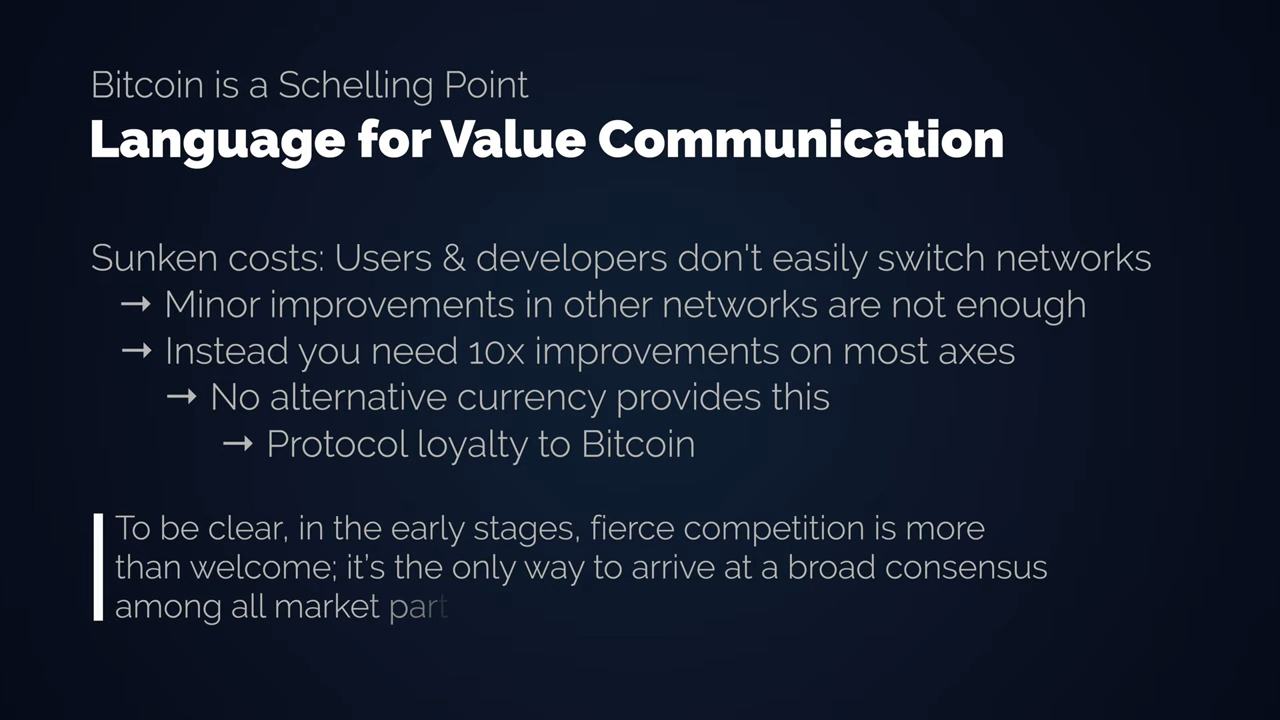 Bitcoin is a Schelling Point
Language for Value Communication
Sunken costs: Users & developers don't easily switch networks
→ Minor improvements in other networks are not enough
→ Instead you need 10x improvements on most axes
→ No alternative currency provides this
→ Protocol loyalty to Bitcoin
To be clear, in the early stages, fierce competition is more
than welcome; it’s the only way to arrive at a broad consensus
among all market part